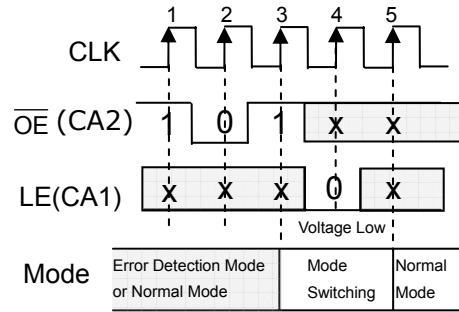 1 2 3 4 5
CLK
OE (CA2) 1 0 1 x x
LE(CA1) x x x 0 x
Voltage Low
Mode
Error Detection Mode
or Normal Mode
Mode
Switching
Normal
Mode